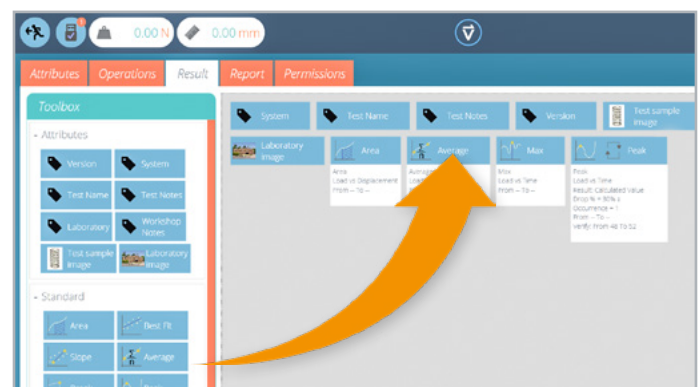 0.00 N
0.00 mm
Attributes Operations Result Report Permissions
Toolbox
- Attributes
Version System
Test Name Test Notes
Laboratory Workshop Notes
Test sample image Laboratory image
- Standard
Area Best Fit
Slope Average
System Test Name Test Notes Version Test sample image
Laboratory image Area Average Max Peak
Area
Load vs Displacement
From -- To --
Average
Load
Max
Load vs Time
From -- To --
Peak
Load vs Time
Result: Calculated Value
Drop % = 90% s
Occurrence = 1
From -- To --
Verify: From 48 To 52